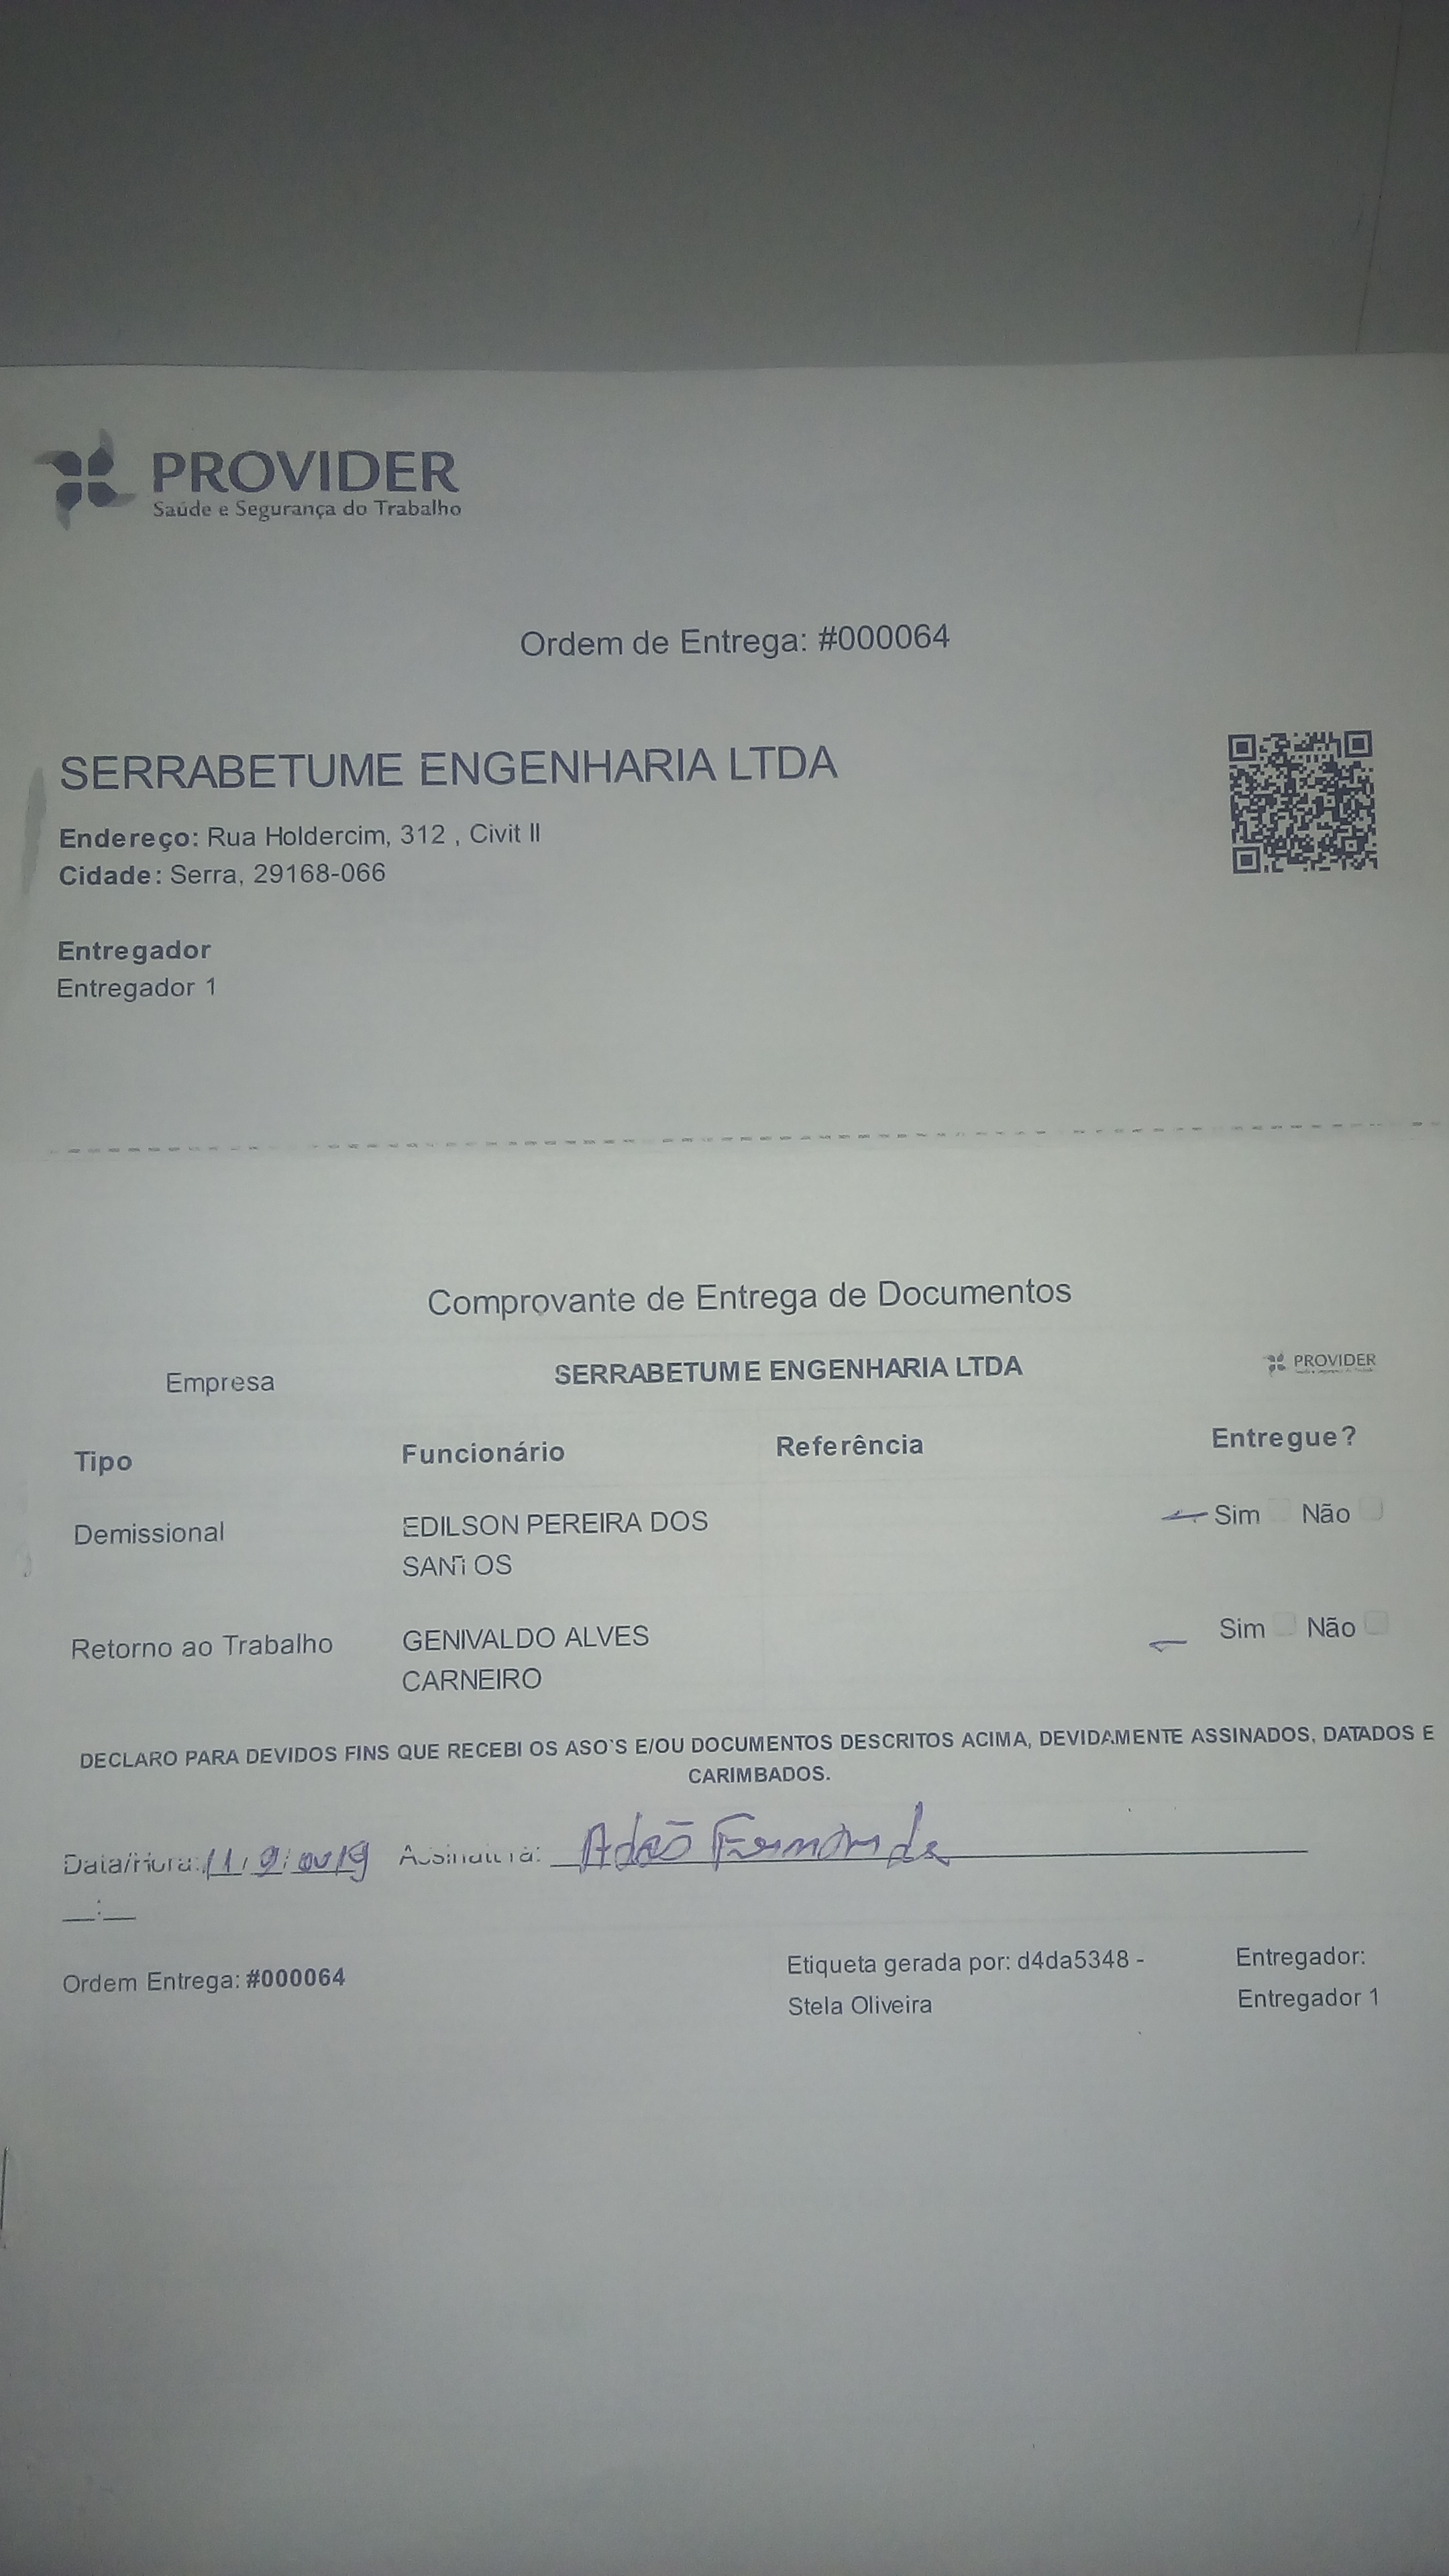 PROVIDER
Saúde e Segurança do Trabalho
Ordem de Entrega: #000064
SERRABETUME ENGENHARIA LTDA
Endereço: Rua Holdercim, 312 , Civit II
Cidade: Serra, 29168-066
Entregador
Entregador 1
Comprovante de Entrega de Documentos
Empresa SERRABETUME ENGENHARIA LTDA PROVIDER
Tipo Funcionário Referência Entregue?
Demissional EDILSON PEREIRA DOS Sim Não
SANTOS
Retorno ao Trabalho GENIVALDO ALVES Sim Não
CARNEIRO
DECLARO PARA DEVIDOS FINS QUE RECEBI OS ASO'S E/OU DOCUMENTOS DESCRITOS ACIMA, DEVIDAMENTE ASSINADOS, DATADOS E
CARIMBADOS.
Data/Hora: 11/9/2019 Assinatura: Adão
__:__
Ordem Entrega: #000064 Etiqueta gerada por: d4da5348 - Entregador:
Stela Oliveira Entregador 1